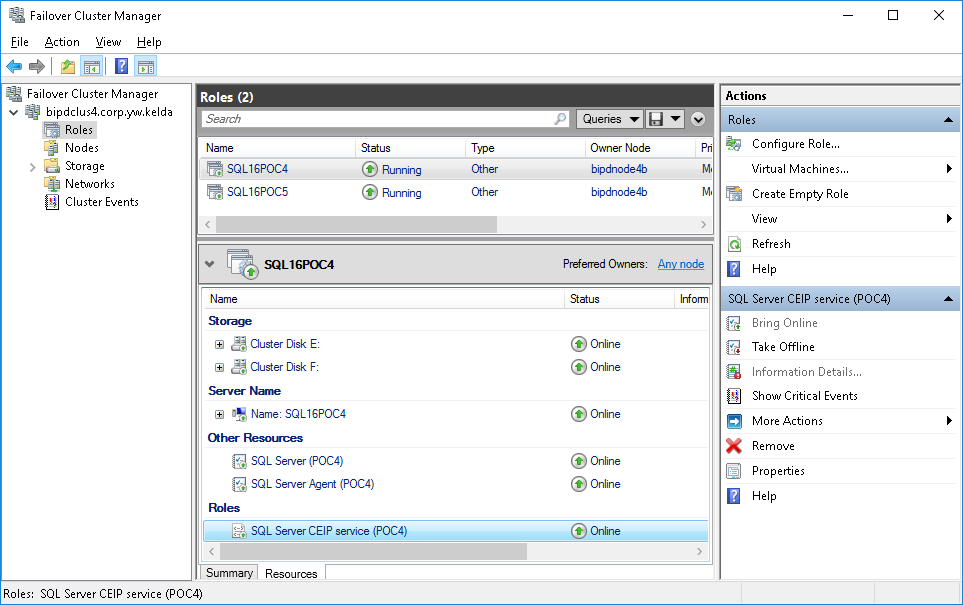 Failover Cluster Manager
File Action View Help
Failover Cluster Manager
bipdclus4.corp.yw.kelda
Roles
Nodes
Storage
Networks
Cluster Events
Roles (2)
Search
Queries
Name Status Type Owner Node Pri
SQL16POC4 Running Other bipdnode4b Me
SQL16POC5 Running Other bipdnode4b Me
SQL16POC4 Preferred Owners: Any node
Name Status Inform
Storage
Cluster Disk E: Online
Cluster Disk F: Online
Server Name
Name: SQL16POC4 Online
Other Resources
SQL Server (POC4) Online
SQL Server Agent (POC4) Online
Roles
SQL Server CEIP service (POC4) Online
Summary Resources
Actions
Roles
Configure Role...
Virtual Machines...
Create Empty Role
View
Refresh
Help
SQL Server CEIP service (POC4)
Bring Online
Take Offline
Information Details...
Show Critical Events
More Actions
Remove
Properties
Help
Roles: SQL Server CEIP service (POC4)